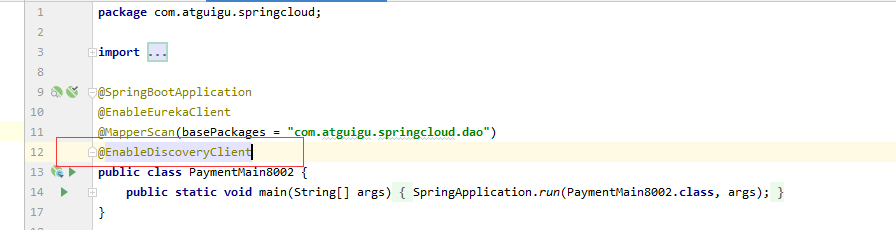 1 package com.atguigu.springcloud;
2
3 import ...
8
9 @SpringBootApplication
10 @EnableEurekaClient
11 @MapperScan(basePackages = "com.atguigu.springcloud.dao")
12 @EnableDiscoveryClient
13 public class PaymentMain8002 {
14 public static void main(String[] args) { SpringApplication.run(PaymentMain8002.class, args); }
17 }